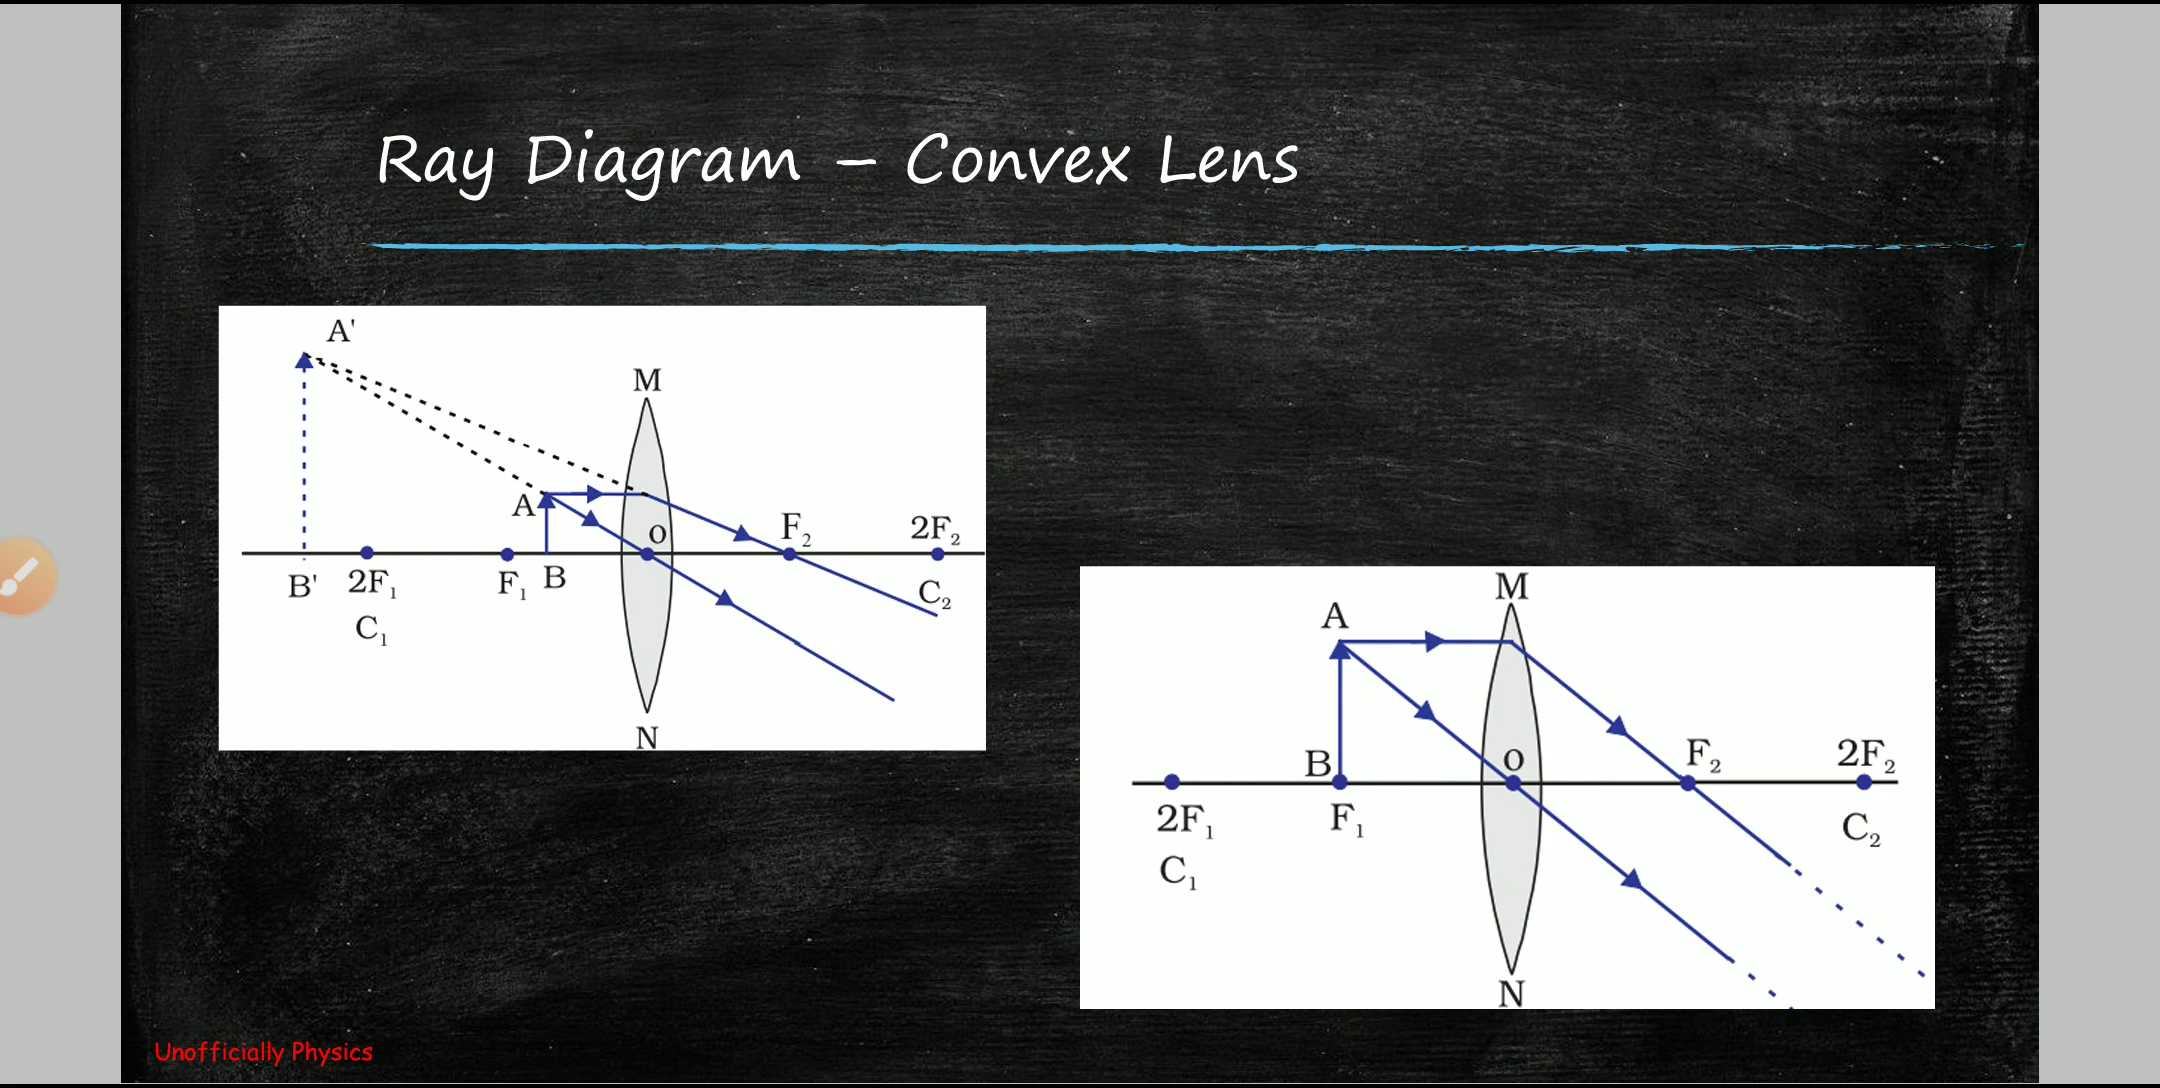 Ray Diagram – Convex Lens
A'
M
A
O
F₂
2F₂
B'
2F₁
F₁
B
C₂
C₁
N
M
A
B
O
F₂
2F₂
2F₁
F₁
C₂
C₁
N
Unofficially Physics